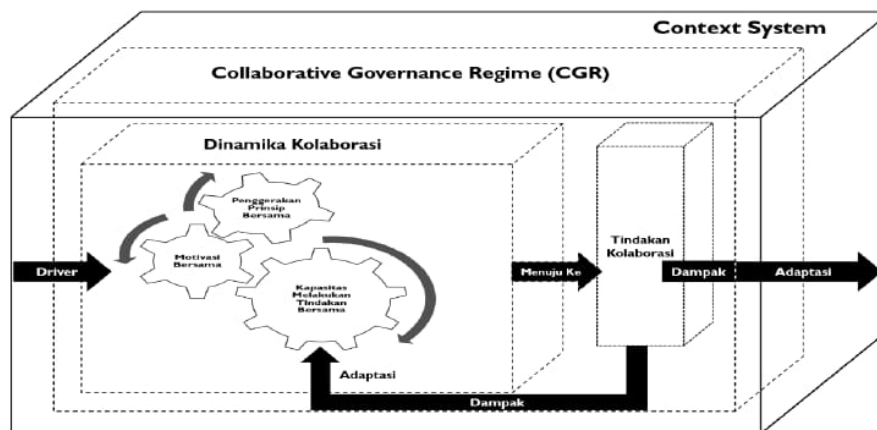 Context System
Collaborative Governance Regime (CGR)
Dinamika Kolaborasi
Penggerakan
Prinsip
Bersama
Motivasi
Bersama
Kapasitas
Melakukan
Tindakan
Bersama
Driver
Menuju Ke
Tindakan
Kolaborasi
Dampak
Adaptasi
Adaptasi
Dampak